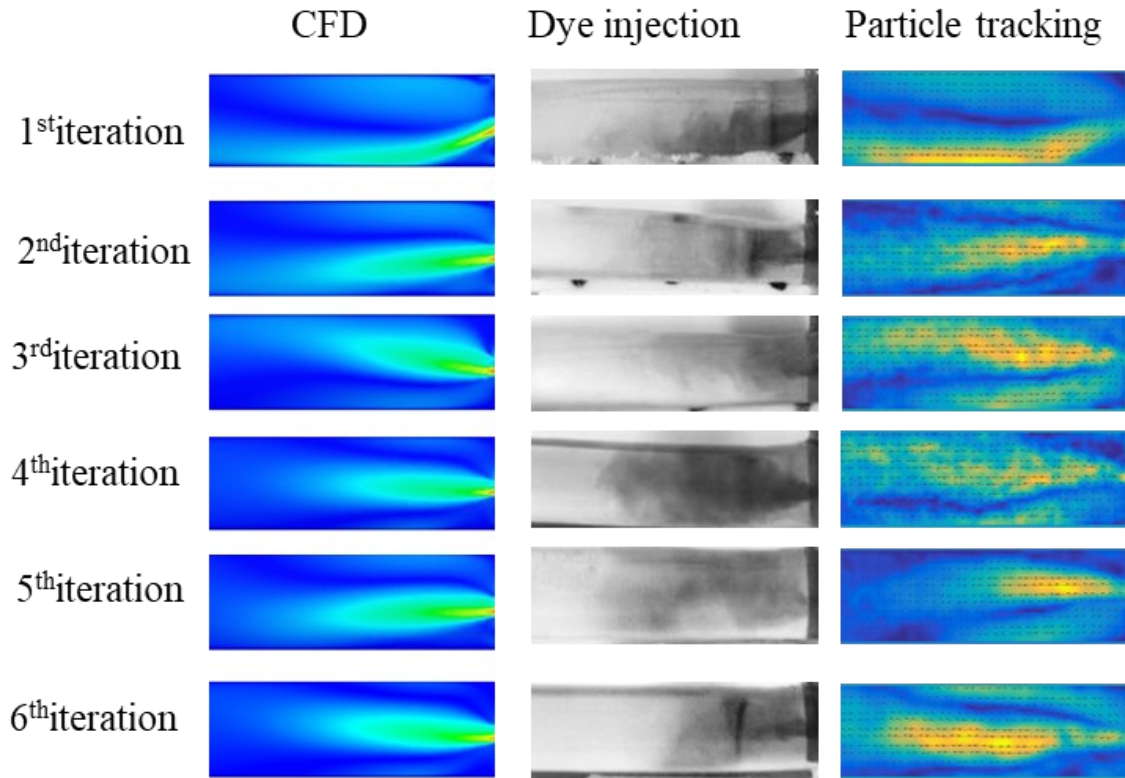 CFD Dye injection Particle tracking
1stiteration
2nditeration
3rditeration
4thiteration
5thiteration
6thiteration